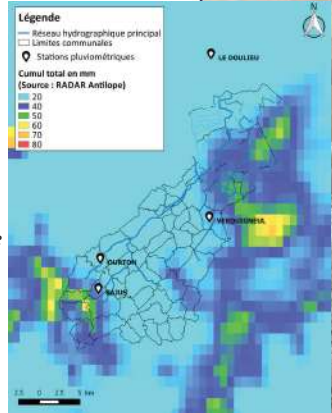 Légende
Réseau hydrographique principal
Limites communales
Stations pluviométriques
Cumul total en mm
(Source : RADAR Antilope)
20
40
50
60
70
80
N
LE DOULIEU
VERQUIGNEUL
OURTON
BAJUS
2.5 0 2.5 5 km